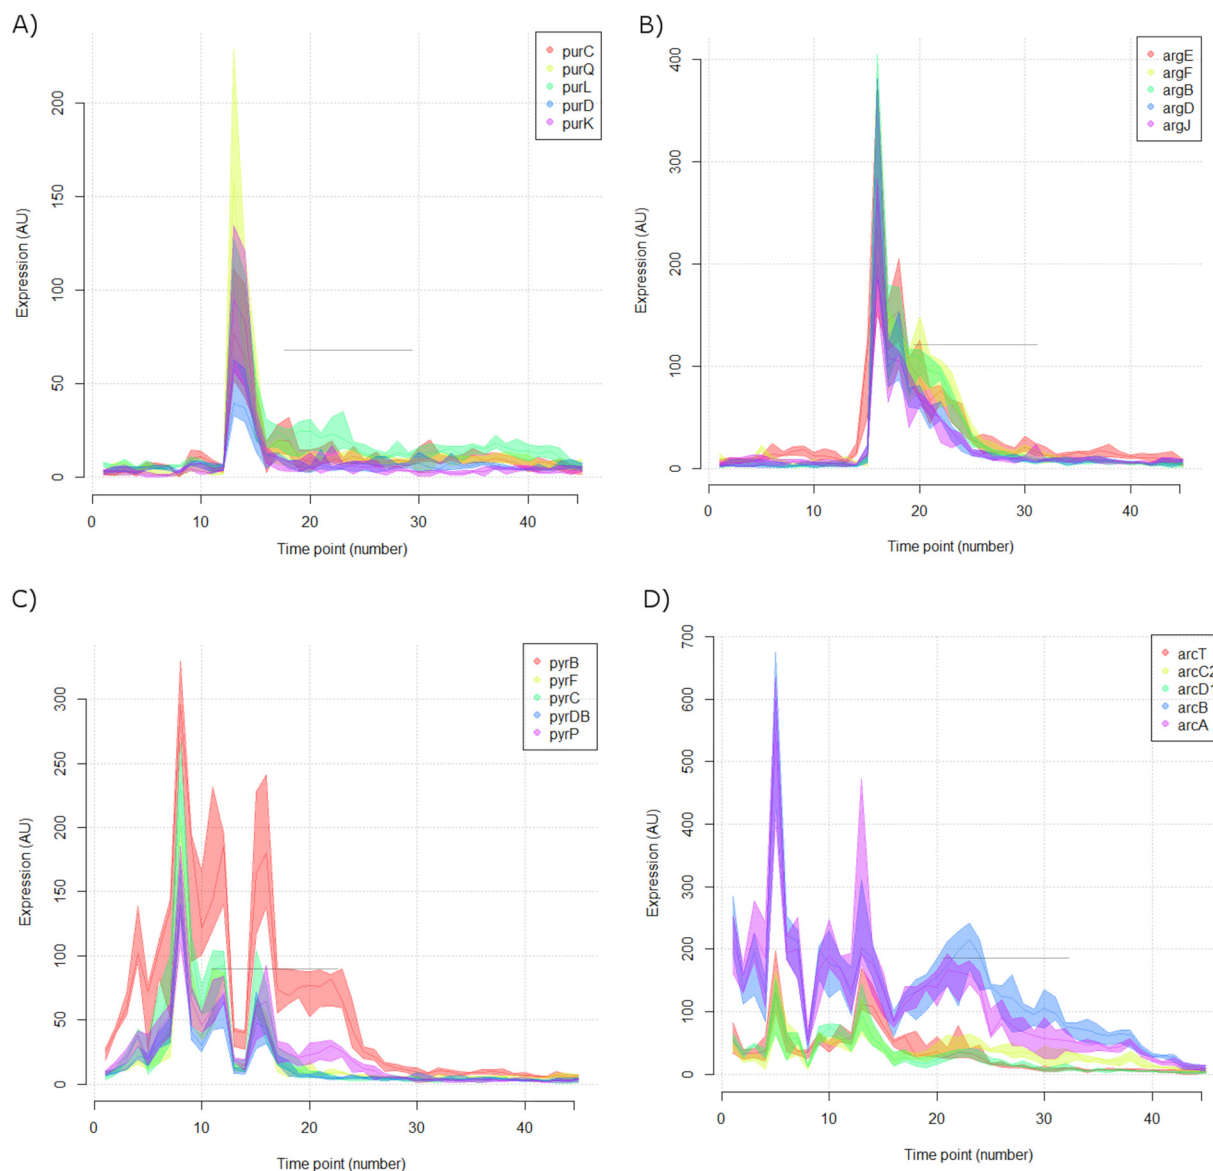 A)
purC
purQ
purL
purD
purK
Expression (AU)
200
150
100
50
0
0 10 20 30 40
Time point (number)
B)
argE
argF
argB
argD
argJ
Expression (AU)
400
300
200
100
0
0 10 20 30 40
Time point (number)
C)
pyrB
pyrF
pyrC
pyrDB
pyrP
Expression (AU)
300
250
200
150
100
50
0
0 10 20 30 40
Time point (number)
D)
arcT
arcC2
arcD1
arcB
arcA
Expression (AU)
700
600
500
400
300
200
100
0
0 10 20 30 40
Time point (number)